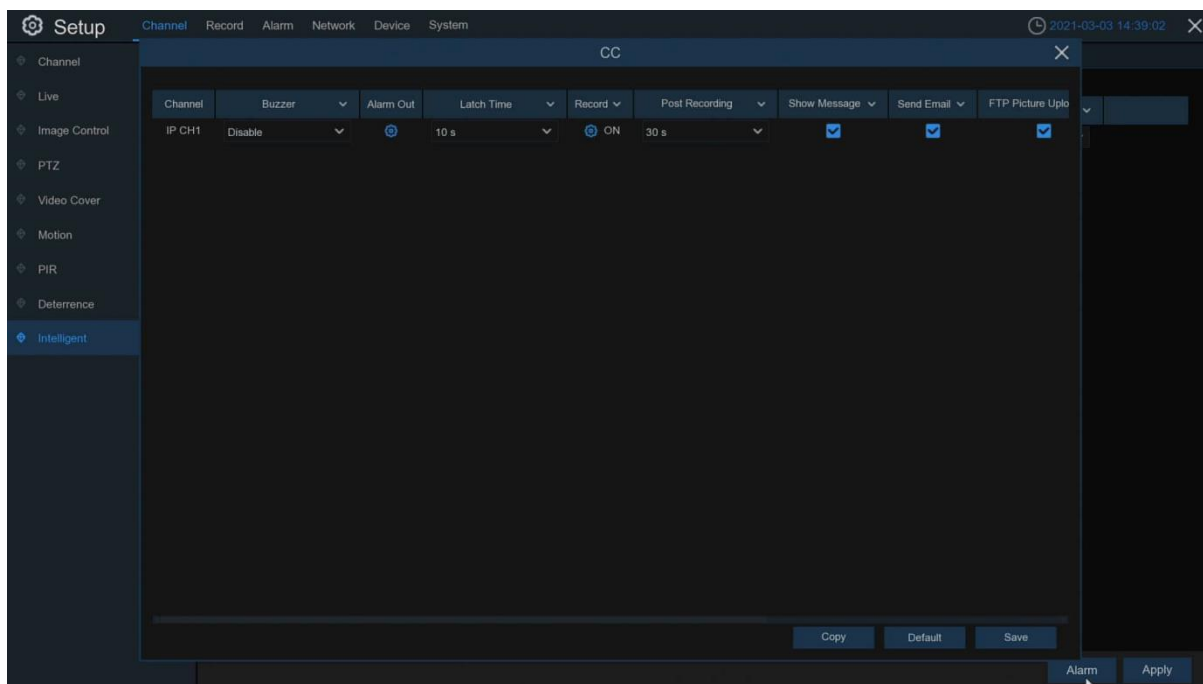 Setup Channel Record Alarm Network Device System 2021-03-03 14:39:02
CC
Channel
Live
Image Control
PTZ
Video Cover
Motion
PIR
Deterrence
Intelligent
Channel Buzzer Alarm Out Latch Time Record Post Recording Show Message Send Email FTP Picture Uplo
IP CH1 Disable 10 s ON 30 s
Copy Default Save
Alarm Apply